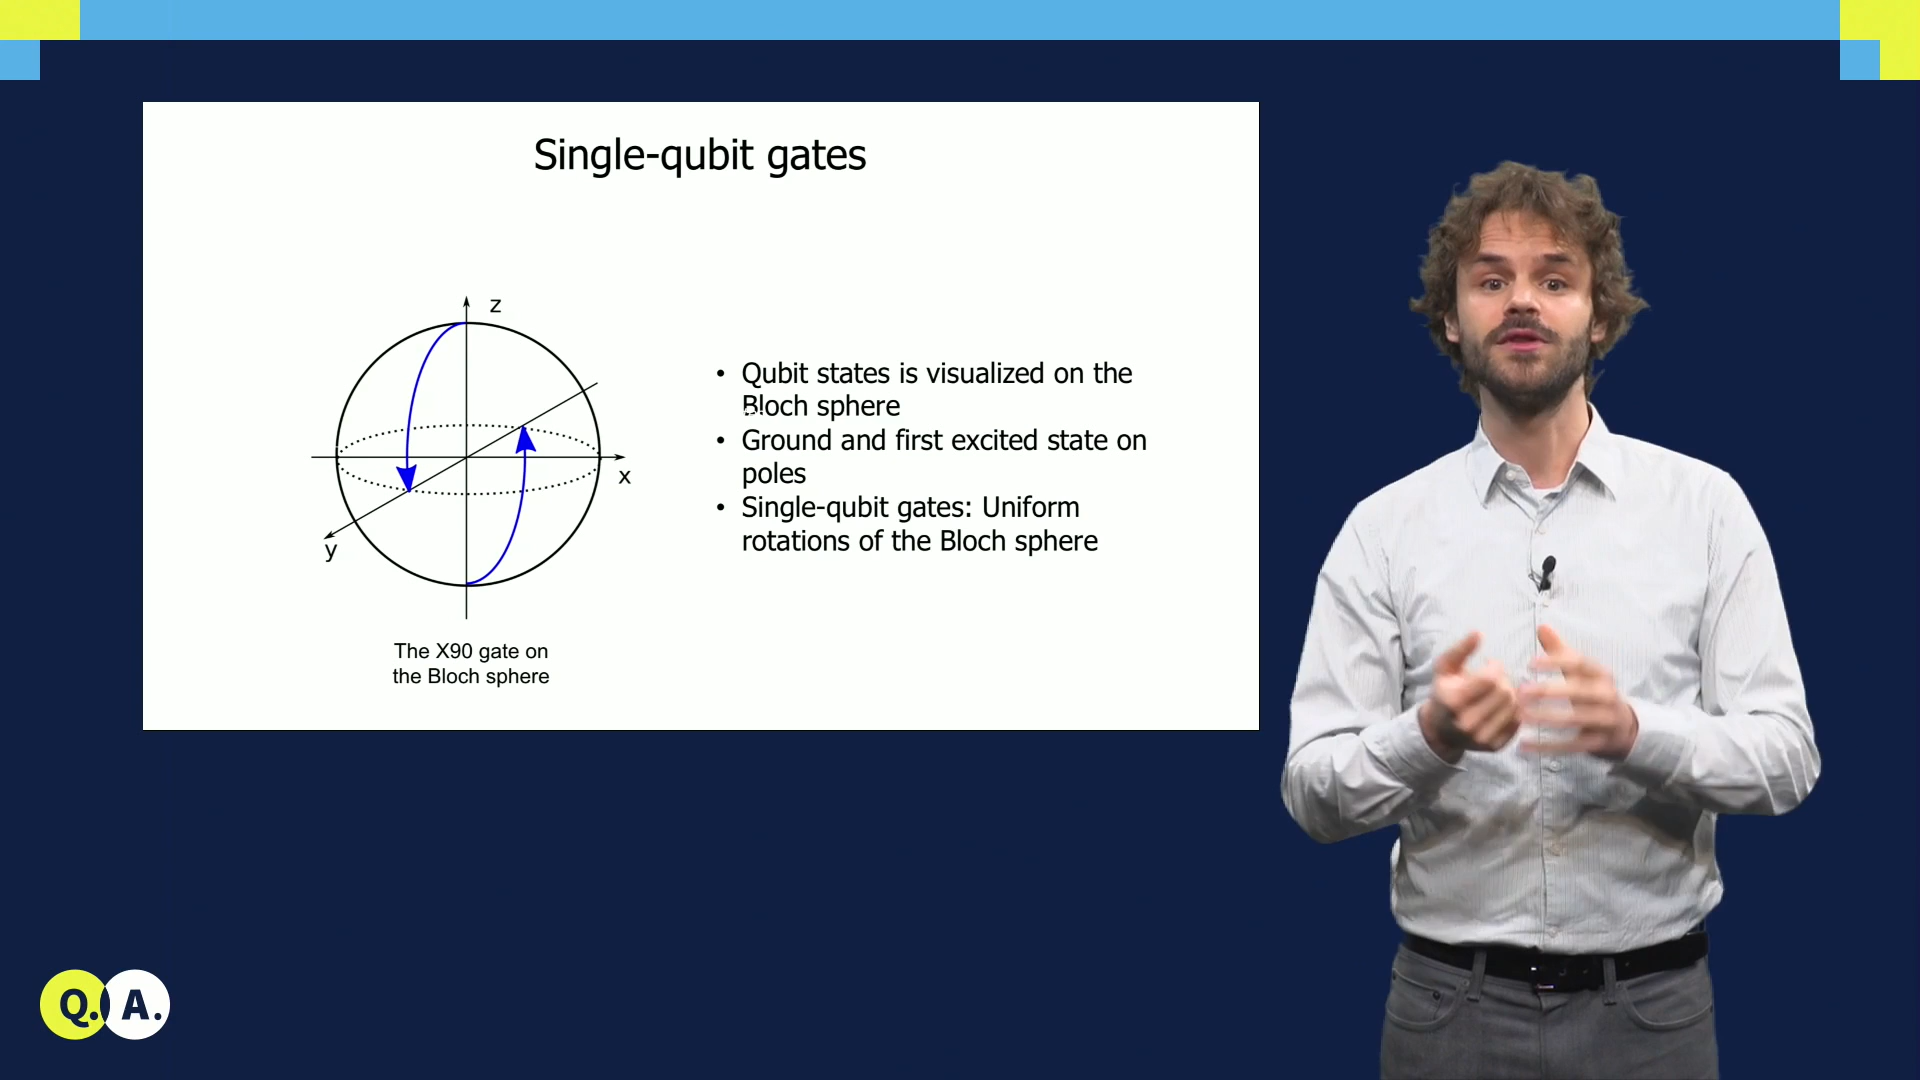 Single-qubit gates
z
x
y
The X90 gate on
the Bloch sphere
• Qubit states is visualized on the
Bloch sphere
• Ground and first excited state on
poles
• Single-qubit gates: Uniform
rotations of the Bloch sphere
Q. A.